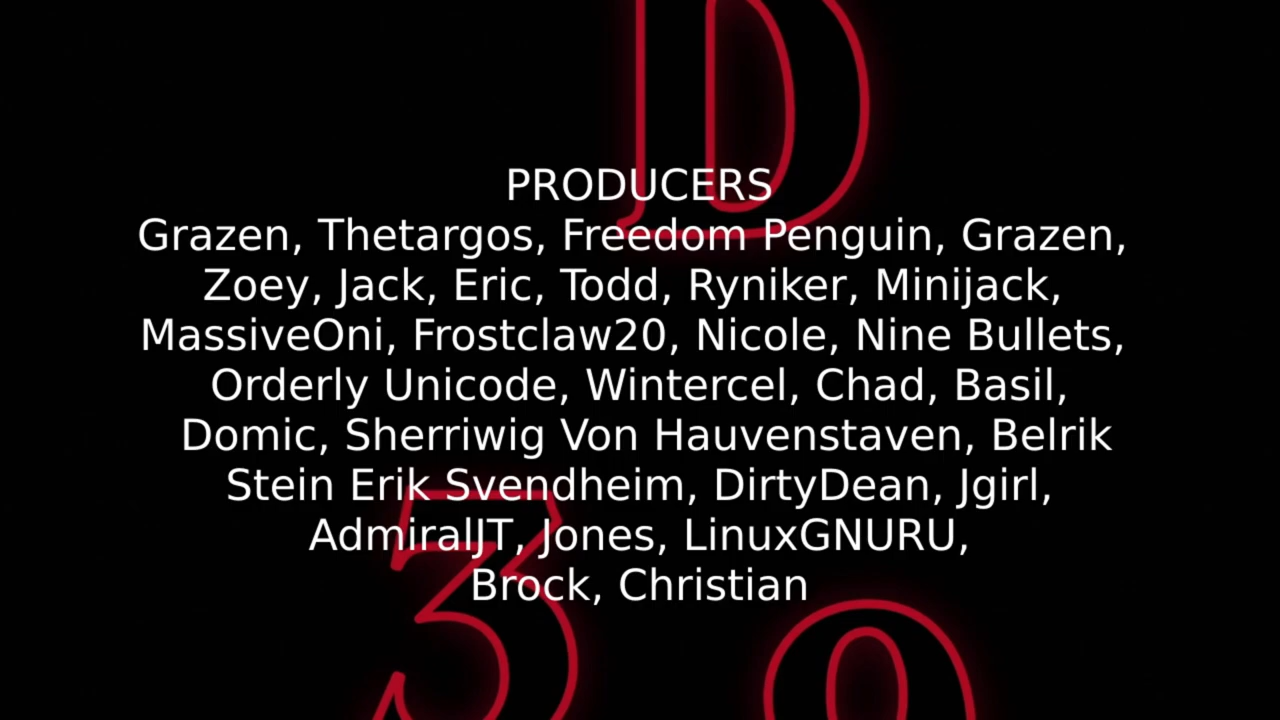 D
PRODUCERS
Grazen, Thetargos, Freedom Penguin, Grazen,
Zoey, Jack, Eric, Todd, Ryniker, Minijack,
MassiveOni, Frostclaw20, Nicole, Nine Bullets,
Orderly Unicode, Wintercel, Chad, Basil,
Domic, Sherriwig Von Hauvenstaven, Belrik
Stein Erik Svendheim, DirtyDean, Jgirl,
AdmiralJT, Jones, LinuxGNURU,
Brock, Christian
3